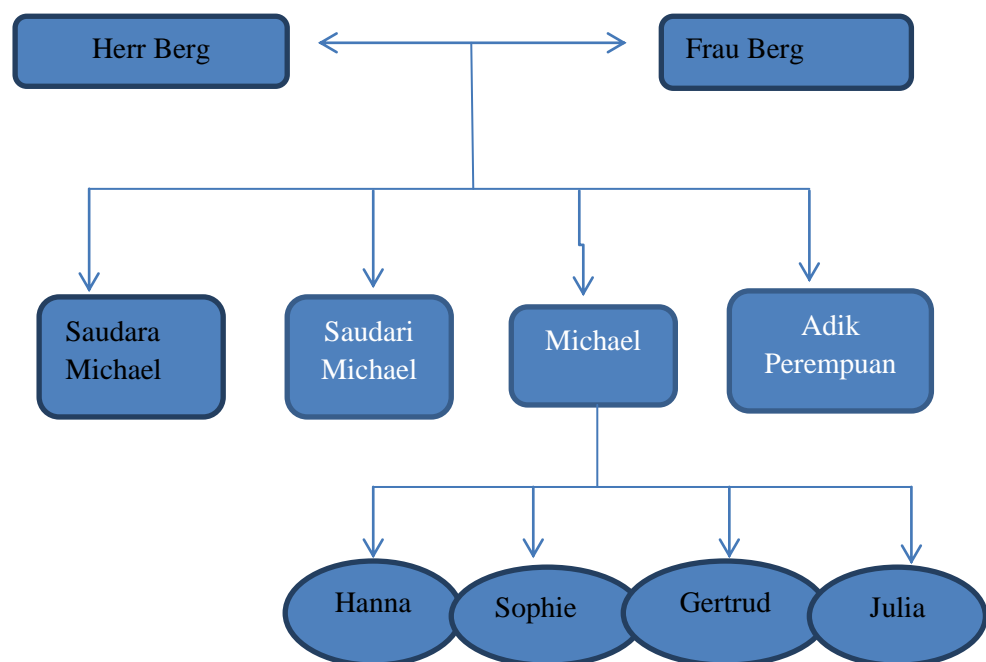 Herr Berg
Frau Berg
Saudara
Michael
Saudari
Michael
Michael
Adik
Perempuan
Hanna
Sophie
Gertrud
Julia